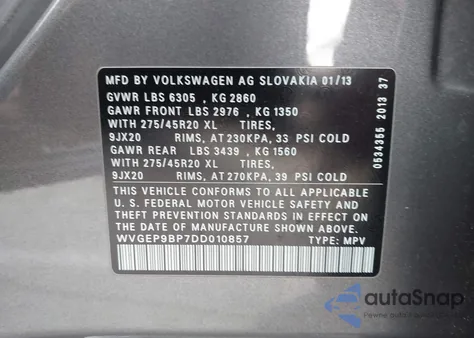 MFD BY VOLKSWAGEN AG SLOVAKIA 01/13
GVWR LBS 6305 , KG 2860
GAWR FRONT LBS 2976 , KG 1350
WITH 275/45R20 XL TIRES,
9JX20 RIMS, AT 230KPA, 33 PSI COLD
GAWR REAR LBS 3439 , KG 1560
WITH 275/45R20 XL TIRES,
9JX20 RIMS, AT 270KPA, 39 PSI COLD
THIS VEHICLE CONFORMS TO ALL APPLICABLE
U. S. FEDERAL MOTOR VEHICLE SAFETY AND
THEFT PREVENTION STANDARDS IN EFFECT ON
THE DATE OF MANUFACTURE SHOWN ABOVE.
WVGEP9BP7DD010857 TYPE: MPV
0534355 2013 37
autoSnap